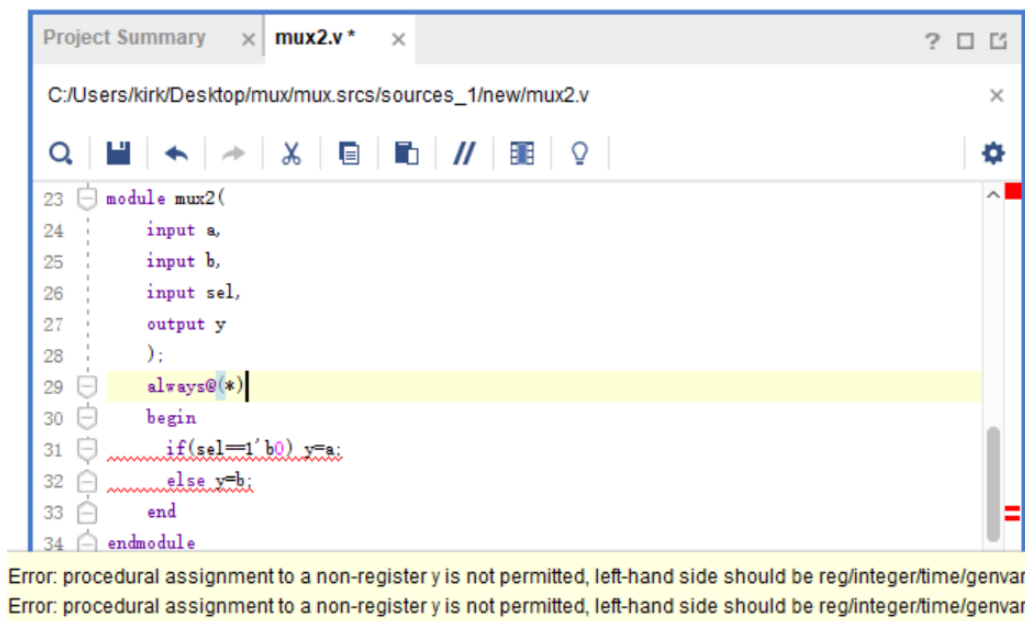 Project Summary × mux2.v * ×
C:/Users/kirk/Desktop/mux/mux.srcs/sources_1/new/mux2.v
23 module mux2(
24 input a,
25 input b,
26 input sel,
27 output y
28 );
29 always@(*)
30 begin
31 if(sel==1'b0) y=a;
32 else y=b;
33 end
34 endmodule
Error: procedural assignment to a non-register y is not permitted, left-hand side should be reg/integer/time/genvar
Error: procedural assignment to a non-register y is not permitted, left-hand side should be reg/integer/time/genvar